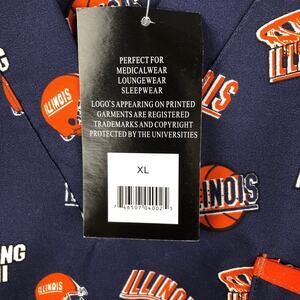 PERFECT FOR
MEDICALWEAR
LOUNGEWEAR
SLEEPWEAR
LOGO'S APPEARING ON PRINTED
GARMENTS ARE REGISTERED
TRADEMARKS AND COPYRIGHT
PROTECTED BY THE UNIVERSITIES
XL
ILLINOIS
ILLINOIS
ILLINOIS
ILLINOIS